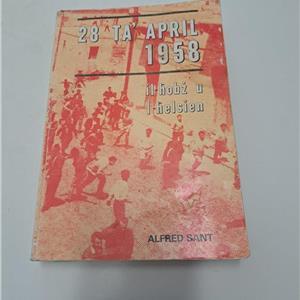 28 TA' APRIL
1958
il-ħobż u
l-ħelsien
ALFRED SANT